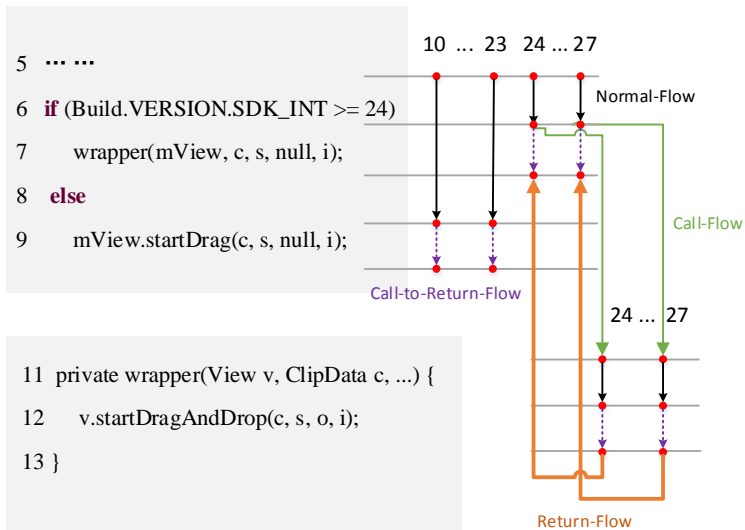 10 ... 23 24 ... 27
5 ... ...
6 if (Build.VERSION.SDK_INT >= 24)
Normal-Flow
7 wrapper(mView, c, s, null, i);
8 else
9 mView.startDrag(c, s, null, i);
Call-Flow
Call-to-Return-Flow
24 ... 27
11 private wrapper(View v, ClipData c, ...) {
12 v.startDragAndDrop(c, s, o, i);
13 }
Return-Flow